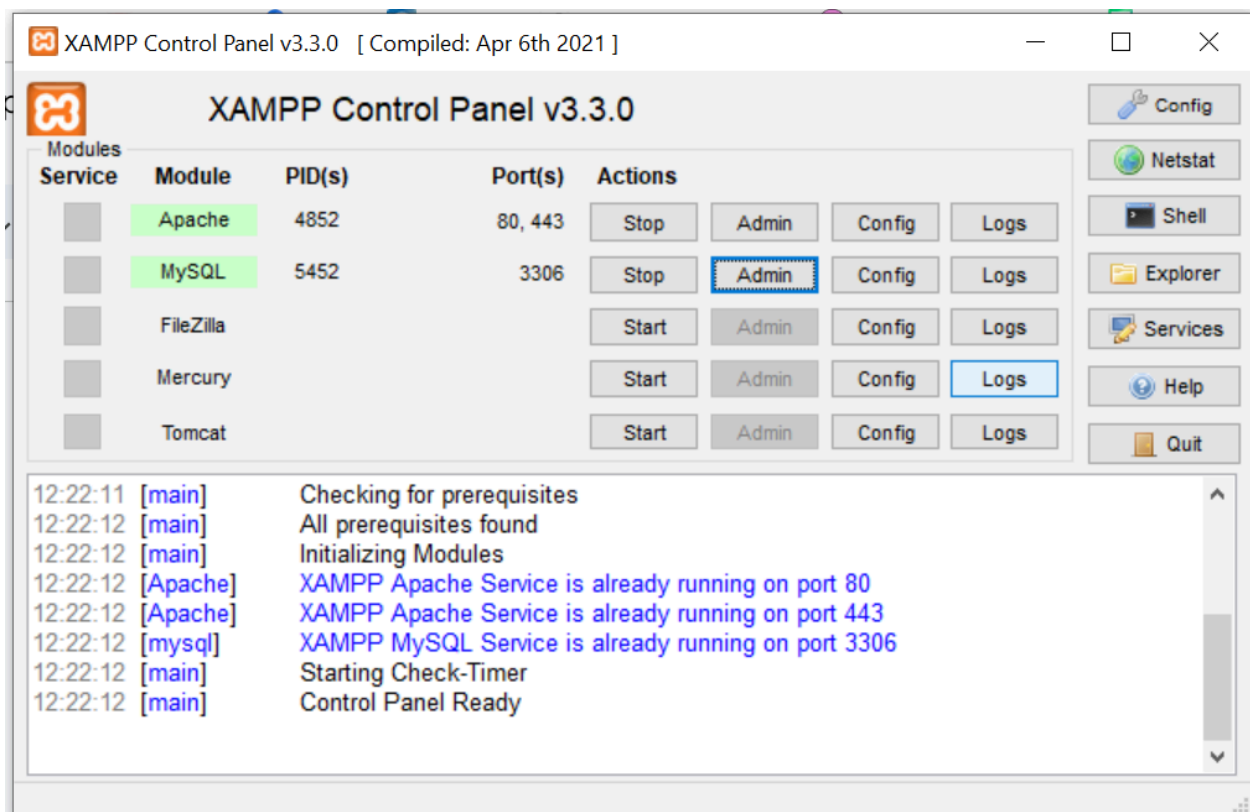 XAMPP Control Panel v3.3.0 [ Compiled: Apr 6th 2021 ]
XAMPP Control Panel v3.3.0
Config
Modules
Service Module PID(s) Port(s) Actions
Netstat
Apache 4852 80, 443 Stop Admin Config Logs
Shell
MySQL 5452 3306 Stop Admin Config Logs
Explorer
FileZilla Start Admin Config Logs
Services
Mercury Start Admin Config Logs
Help
Tomcat Start Admin Config Logs
Quit
12:22:11 [main] Checking for prerequisites
12:22:12 [main] All prerequisites found
12:22:12 [main] Initializing Modules
12:22:12 [Apache] XAMPP Apache Service is already running on port 80
12:22:12 [Apache] XAMPP Apache Service is already running on port 443
12:22:12 [mysql] XAMPP MySQL Service is already running on port 3306
12:22:12 [main] Starting Check-Timer
12:22:12 [main] Control Panel Ready